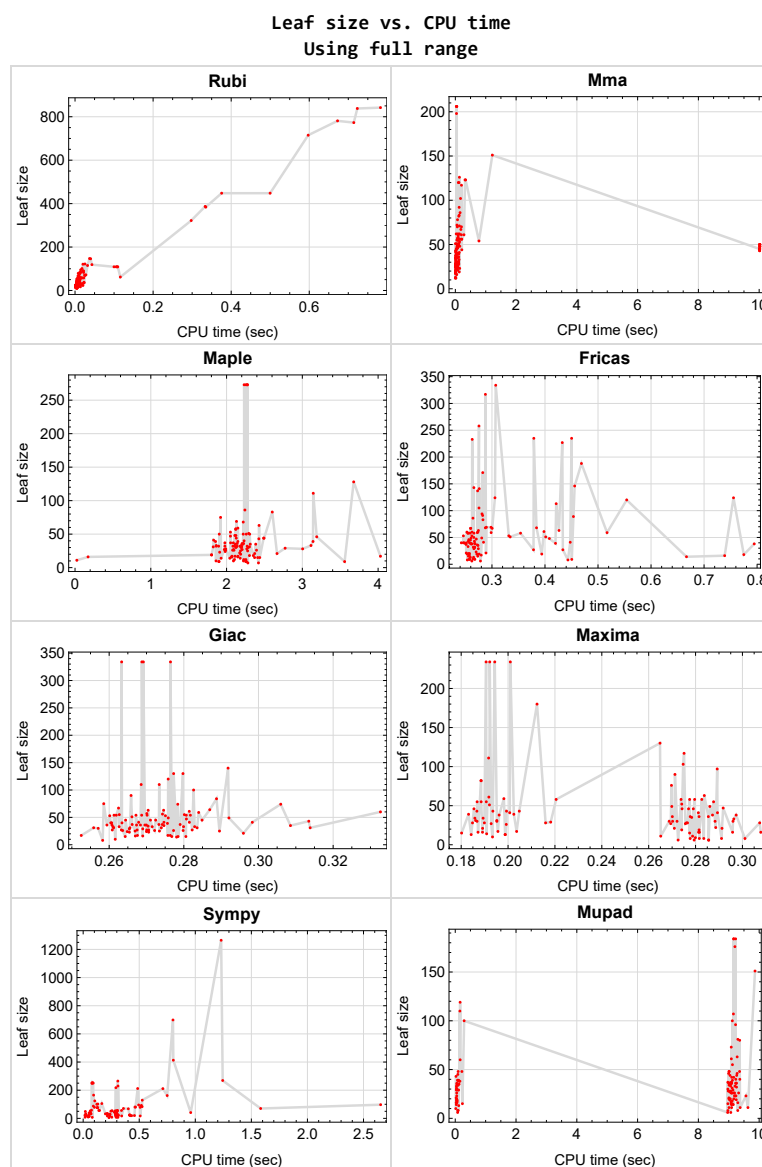 Leaf size vs. CPU time
Using full range
Rubi
Leaf size
800
600
400
200
0
0.0 0.2 0.4 0.6
CPU time (sec)
Mma
Leaf size
200
150
100
50
0
0 2 4 6 8 10
CPU time (sec)
Maple
Leaf size
250
200
150
100
50
0
0 1 2 3 4
CPU time (sec)
Fricas
Leaf size
350
300
250
200
150
100
50
0
0.3 0.4 0.5 0.6 0.7 0.8
CPU time (sec)
Giac
Leaf size
350
300
250
200
150
100
50
0
0.26 0.28 0.30 0.32
CPU time (sec)
Maxima
Leaf size
200
150
100
50
0
0.18 0.20 0.22 0.24 0.26 0.28 0.30
CPU time (sec)
Sympy
Leaf size
1200
1000
800
600
400
200
0
0.0 0.5 1.0 1.5 2.0 2.5
CPU time (sec)
Mupad
Leaf size
150
100
50
0
0 2 4 6 8 10
CPU time (sec)